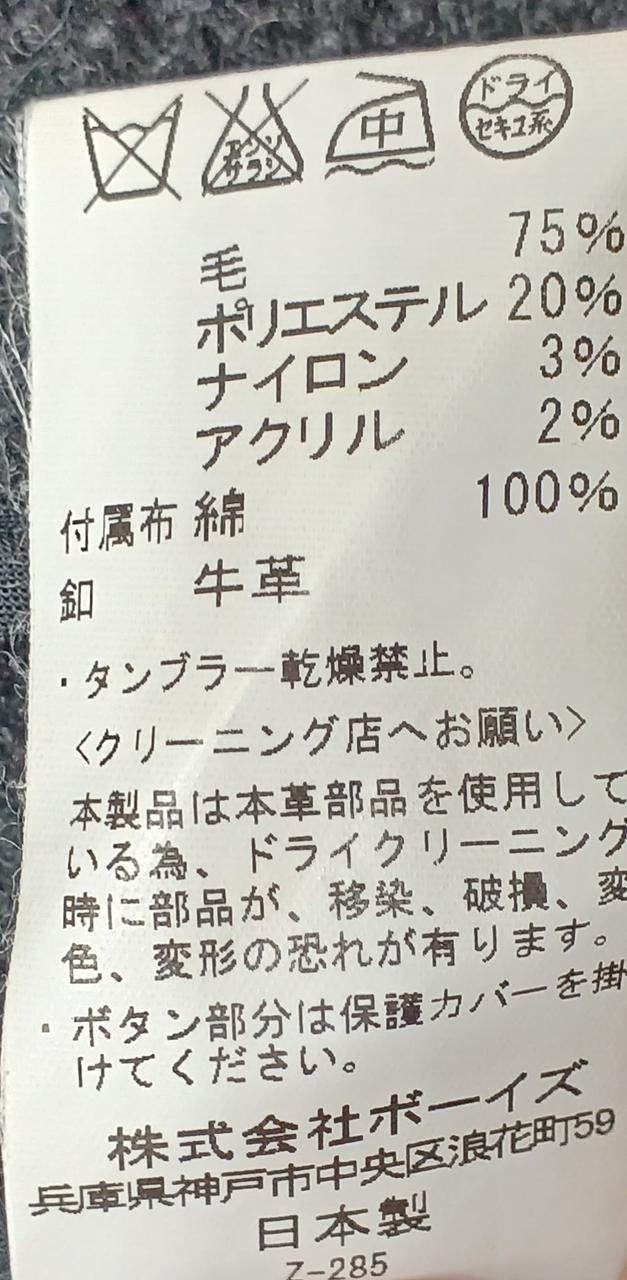 エンソ
サラシ
中
ドライ
セキユ系
毛 75%
ポリエステル 20%
ナイロン 3%
アクリル 2%
付属布 綿 100%
釦 牛革
・タンブラー乾燥禁止。
〈クリーニング店へお願い〉
本製品は本革部品を使用して
いる為、ドライクリーニング
時に部品が、移染、破損、変
色、変形の恐れが有ります。
・ボタン部分は保護カバーを掛
けてください。
株式会社ボーイズ
兵庫県神戸市中央区浪花町59
日本製
Z-285